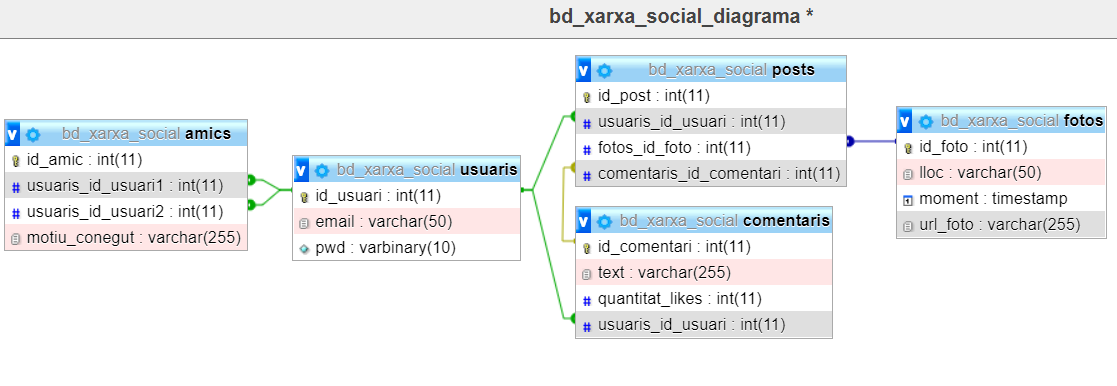 bd_xarxa_social_diagrama *
v bd_xarxa_social amics
id_amic : int(11)
usuaris_id_usuari1 : int(11)
usuaris_id_usuari2 : int(11)
motiu_conegut : varchar(255)
v bd_xarxa_social usuaris
id_usuari : int(11)
email : varchar(50)
pwd : varbinary(10)
v bd_xarxa_social posts
id_post : int(11)
usuaris_id_usuari : int(11)
fotos_id_foto : int(11)
comentaris_id_comentari : int(11)
v bd_xarxa_social comentaris
id_comentari : int(11)
text : varchar(255)
quantitat_likes : int(11)
usuaris_id_usuari : int(11)
v bd_xarxa_social fotos
id_foto : int(11)
lloc : varchar(50)
moment : timestamp
url_foto : varchar(255)